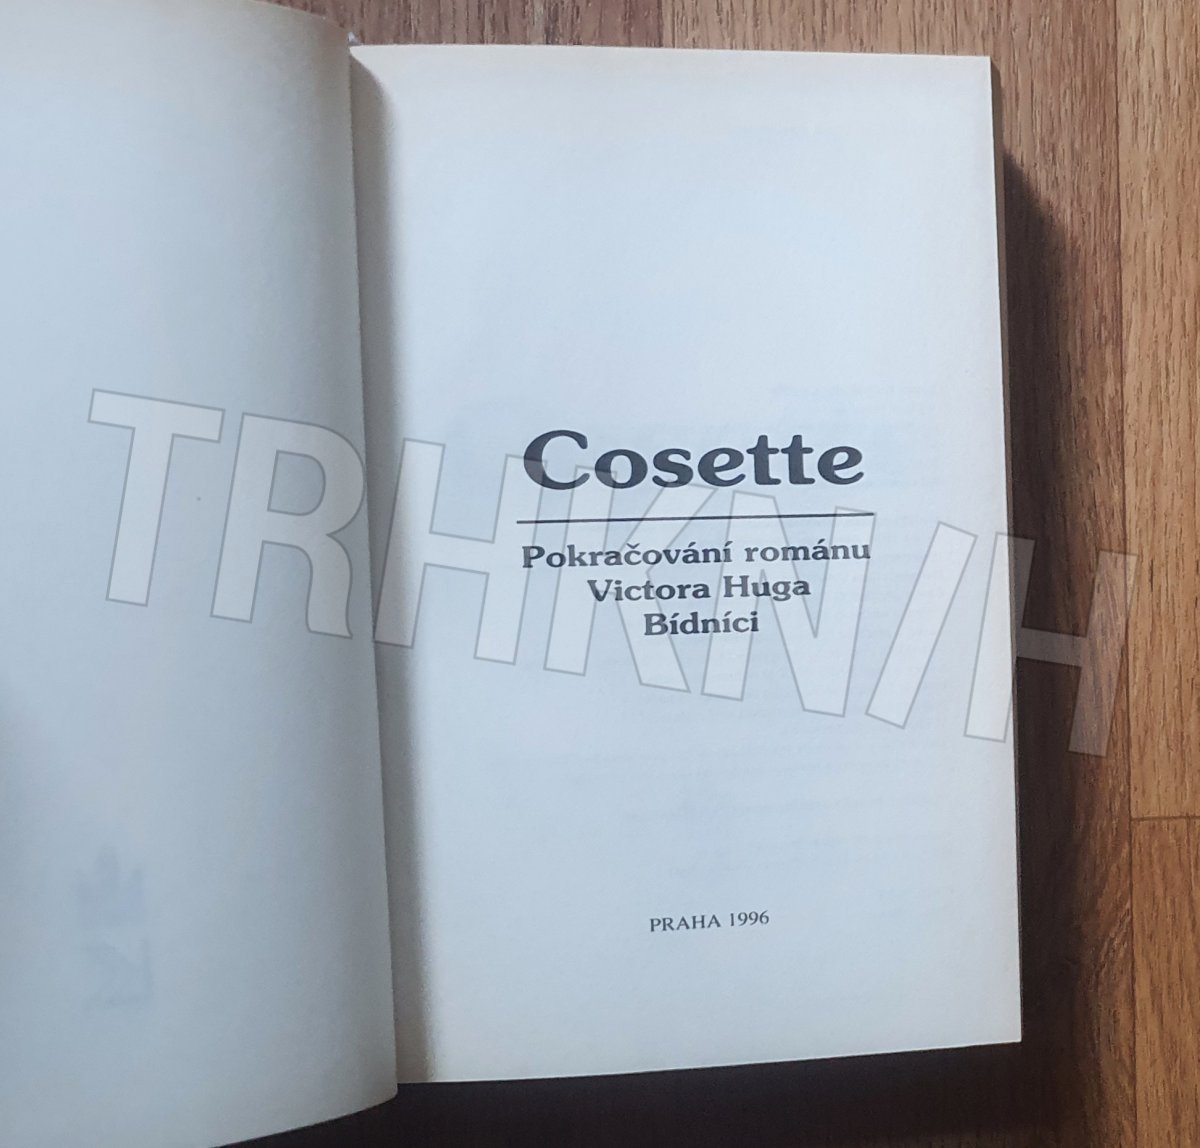 Cosette
Pokračování románu
Victora Huga
Bídníci
PRAHA 1996
TRHKNIH